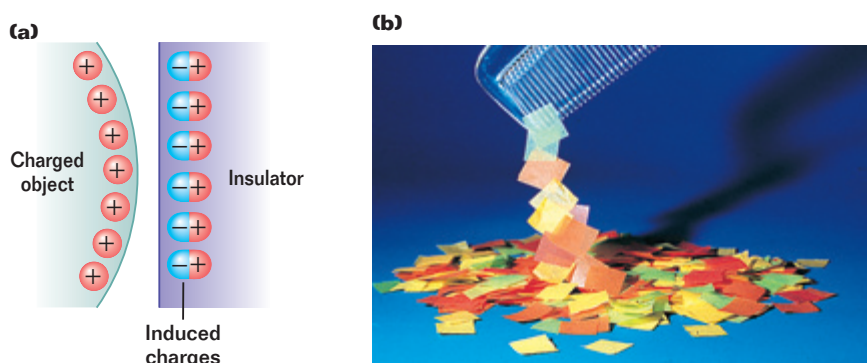 (a)
+
+
+
+
+
+
+
Charged
object
−+
−+
−+
−+
−+
−+
Insulator
Induced
charges
(b)